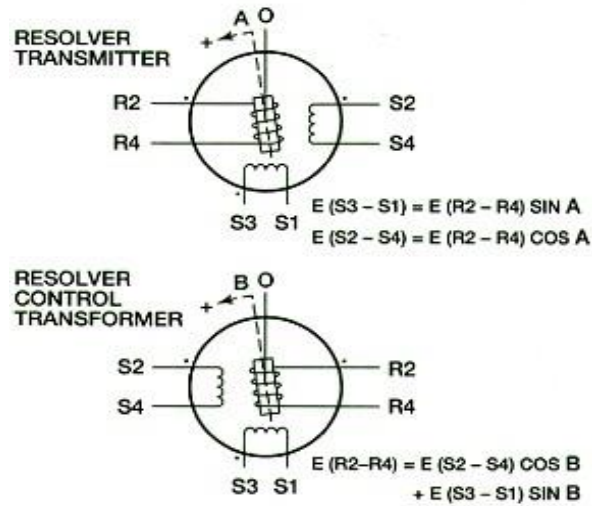 RESOLVER
TRANSMITTER
+ A O
R2 S2
R4 S4
S3 S1
E (S3 – S1) = E (R2 – R4) SIN A
E (S2 – S4) = E (R2 – R4) COS A
RESOLVER
CONTROL
TRANSFORMER
+ B O
S2 R2
S4 R4
S3 S1
E (R2–R4) = E (S2 – S4) COS B
+ E (S3 – S1) SIN B